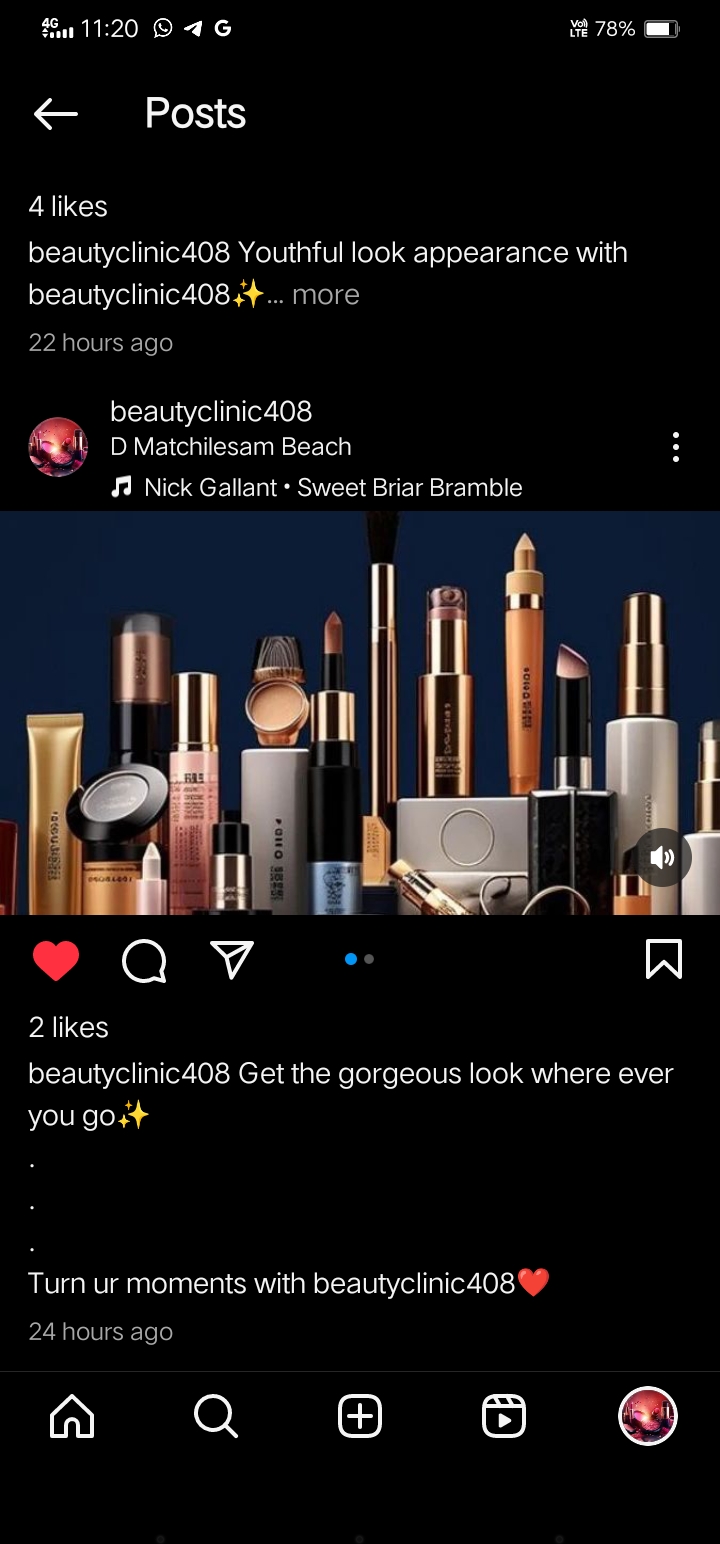 4G 11:20 Vo) LTE 78%
Posts
4 likes
beautyclinic408 Youthful look appearance with
beautyclinic408✨... more
22 hours ago
beautyclinic408
D Matchilesam Beach
Nick Gallant • Sweet Briar Bramble
2 likes
beautyclinic408 Get the gorgeous look where ever
you go✨
.
.
.
Turn ur moments with beautyclinic408❤️
24 hours ago